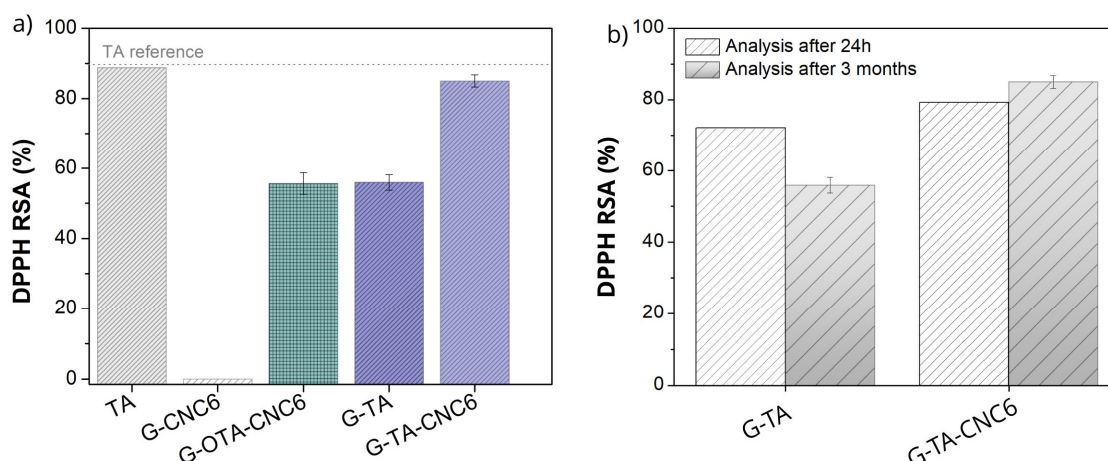 a)
TA reference
DPPH RSA (%)
100
80
60
40
20
0
TA
G-CNC6
G-OTA-CNC6
G-TA
G-TA-CNC6
b)
Analysis after 24h
Analysis after 3 months
DPPH RSA (%)
100
80
60
40
20
0
G-TA
G-TA-CNC6